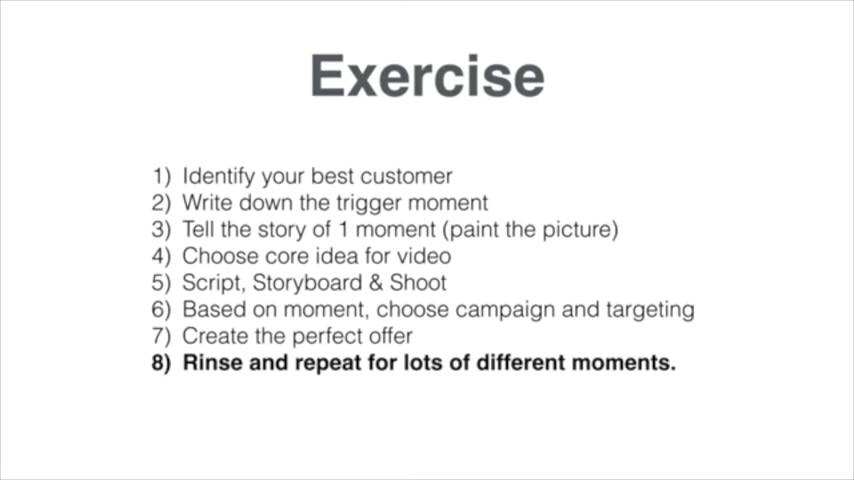 Exercise
1) Identify your best customer
2) Write down the trigger moment
3) Tell the story of 1 moment (paint the picture)
4) Choose core idea for video
5) Script, Storyboard & Shoot
6) Based on moment, choose campaign and targeting
7) Create the perfect offer
8) Rinse and repeat for lots of different moments.